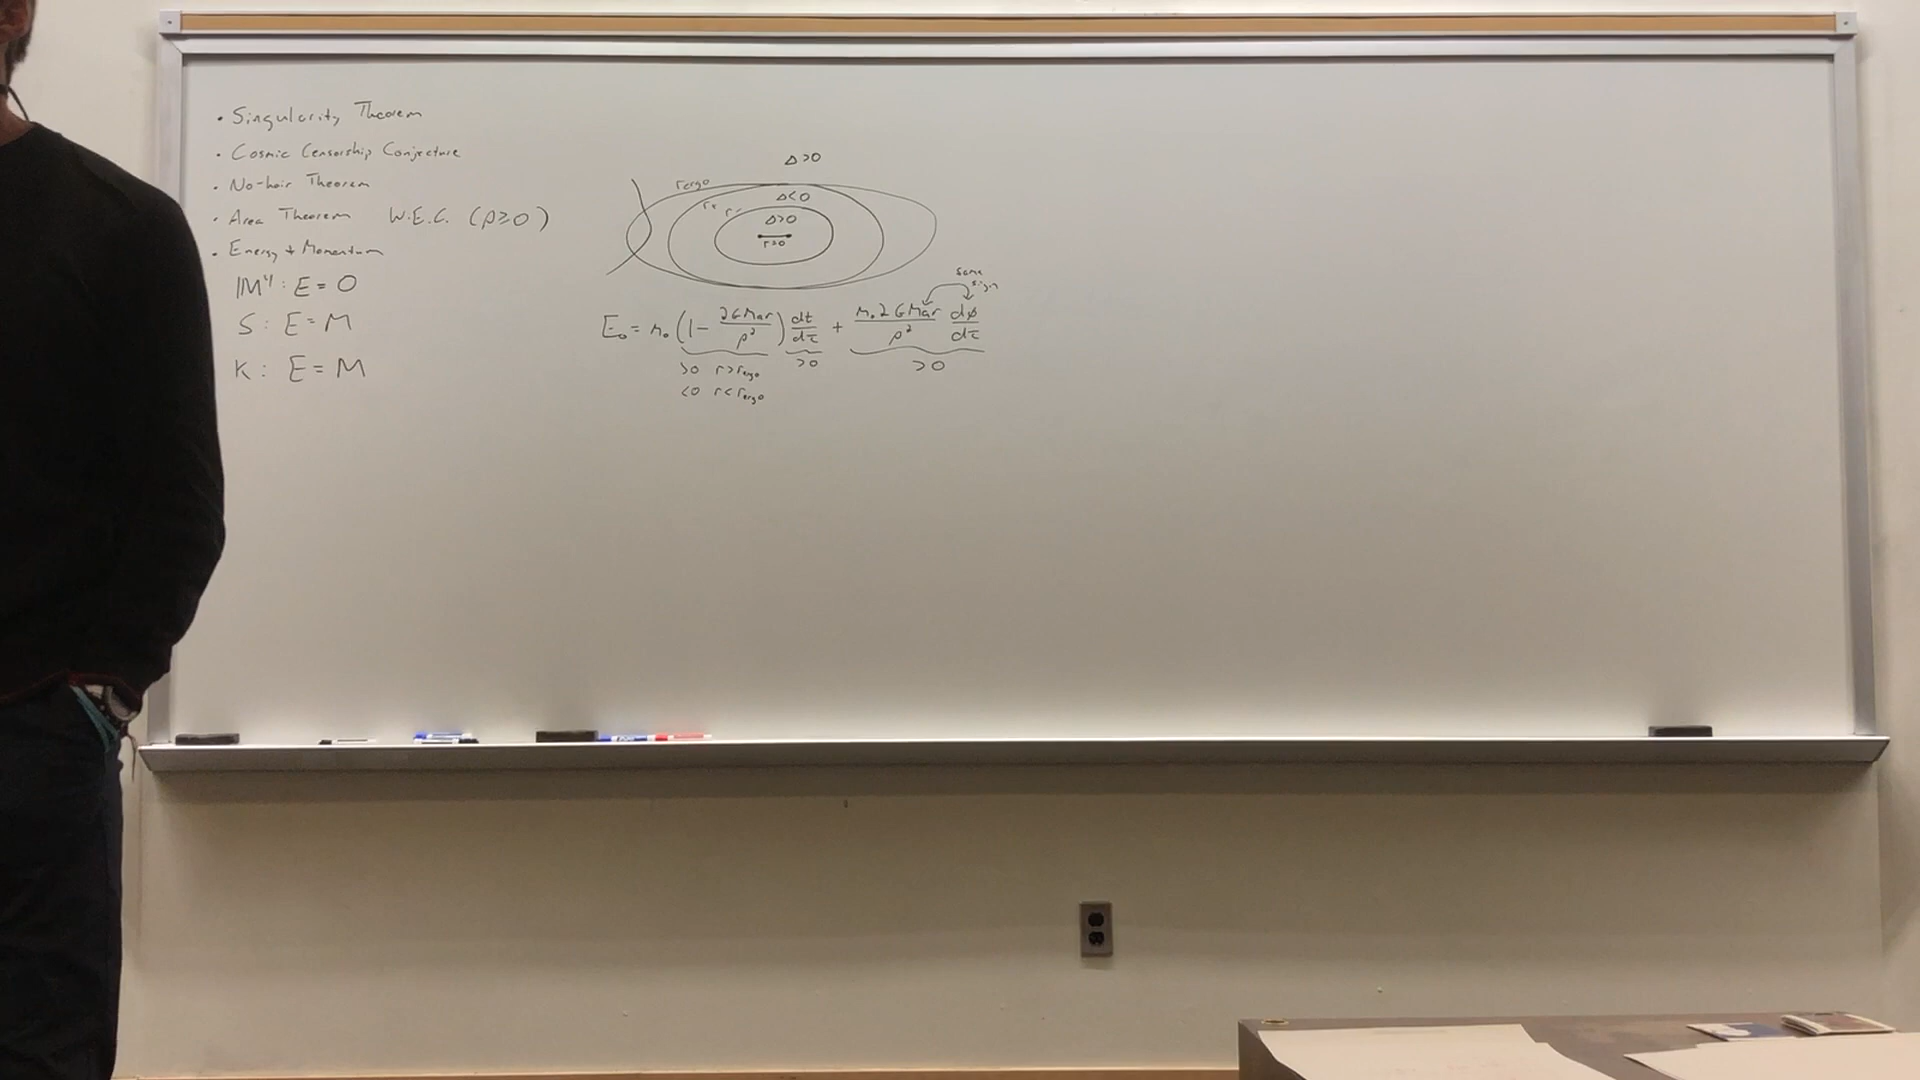 • Singularity Theorem
• Cosmic Censorship Conjecture
• No-hair Theorem
• Area Theorem W.E.C. (ρ≥0)
• Energy + Momentum
𝕄⁴: E = 0
S: E = M
K: E = M
Δ>0
r_ergo
Δ<0
r₊ r₋
Δ>0
r=0
same sign
E₀ = m₀ (1 - 2GMar/ρ²) dt/dτ + m₀2GMar/ρ² dφ/dτ
>0 r>r_ergo >0 >0
<0 r<r_ergo